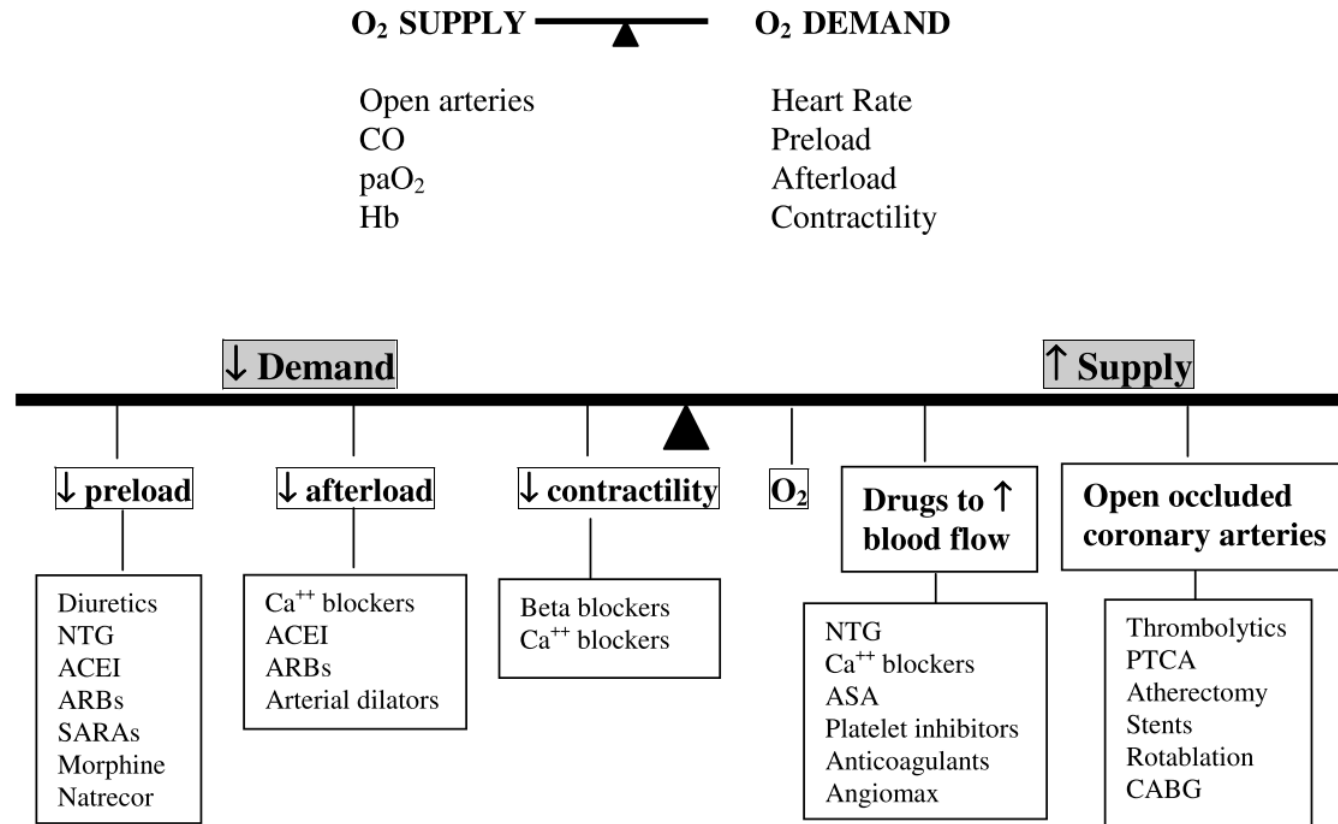 O₂ SUPPLY O₂ DEMAND
Open arteries
CO
paO₂
Hb
Heart Rate
Preload
Afterload
Contractility
↓ Demand
↑ Supply
↓ preload
Diuretics
NTG
ACEI
ARBs
SARAs
Morphine
Natrecor
↓ afterload
Ca⁺⁺ blockers
ACEI
ARBs
Arterial dilators
↓ contractility
Beta blockers
Ca⁺⁺ blockers
O₂
Drugs to ↑
blood flow
NTG
Ca⁺⁺ blockers
ASA
Platelet inhibitors
Anticoagulants
Angiomax
Open occluded
coronary arteries
Thrombolytics
PTCA
Atherectomy
Stents
Rotablation
CABG